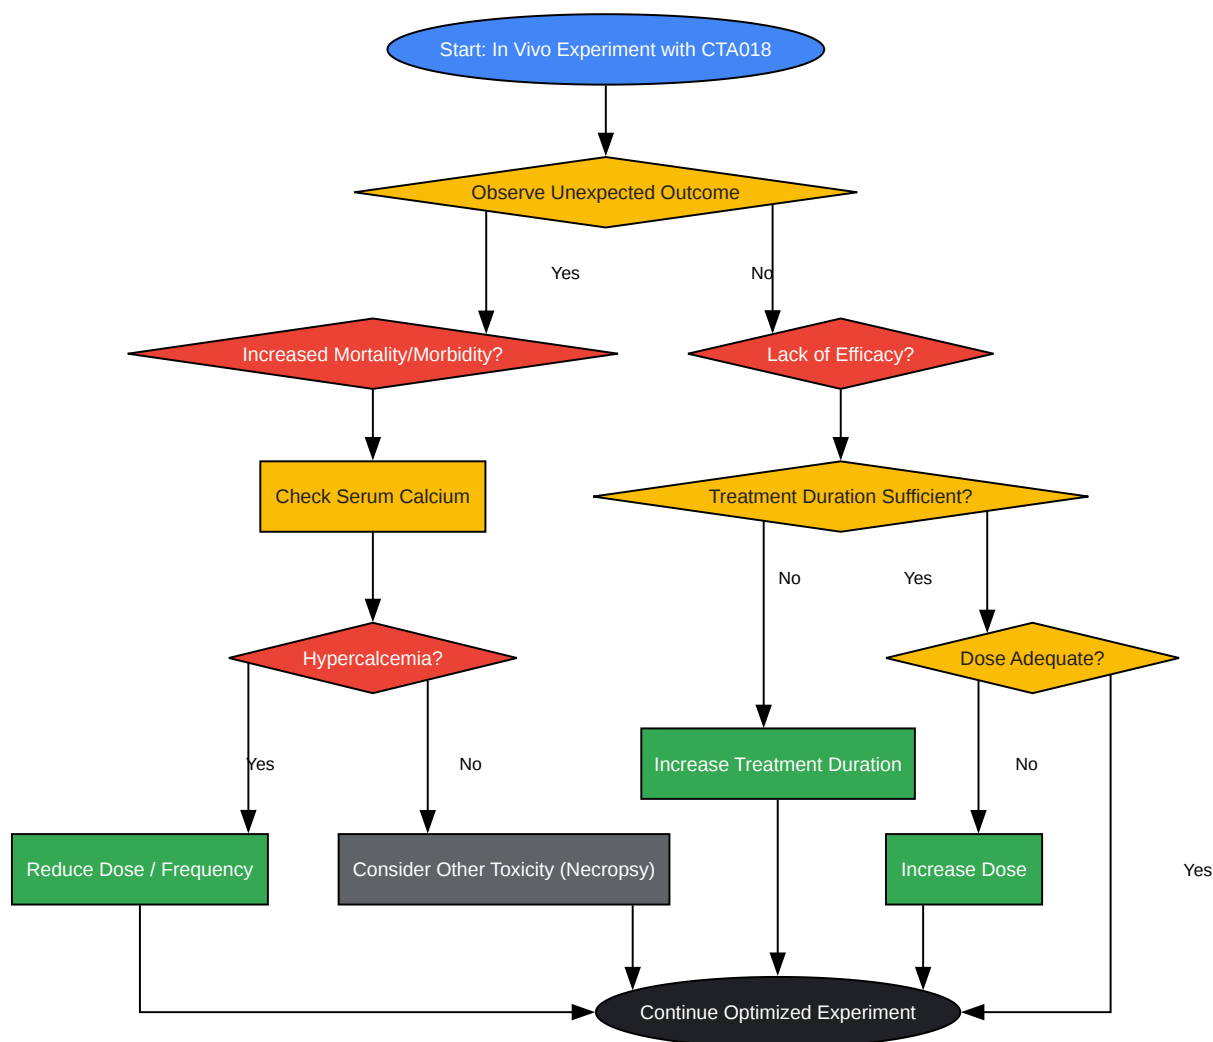 Start: In Vivo Experiment with CTA018
Observe Unexpected Outcome
Yes
No
Increased Mortality/Morbidity?
Lack of Efficacy?
Check Serum Calcium
Treatment Duration Sufficient?
No
Yes
Hypercalcemia?
Dose Adequate?
Yes
No
Increase Treatment Duration
No
Reduce Dose / Frequency
Consider Other Toxicity (Necropsy)
Increase Dose
Yes
Continue Optimized Experiment